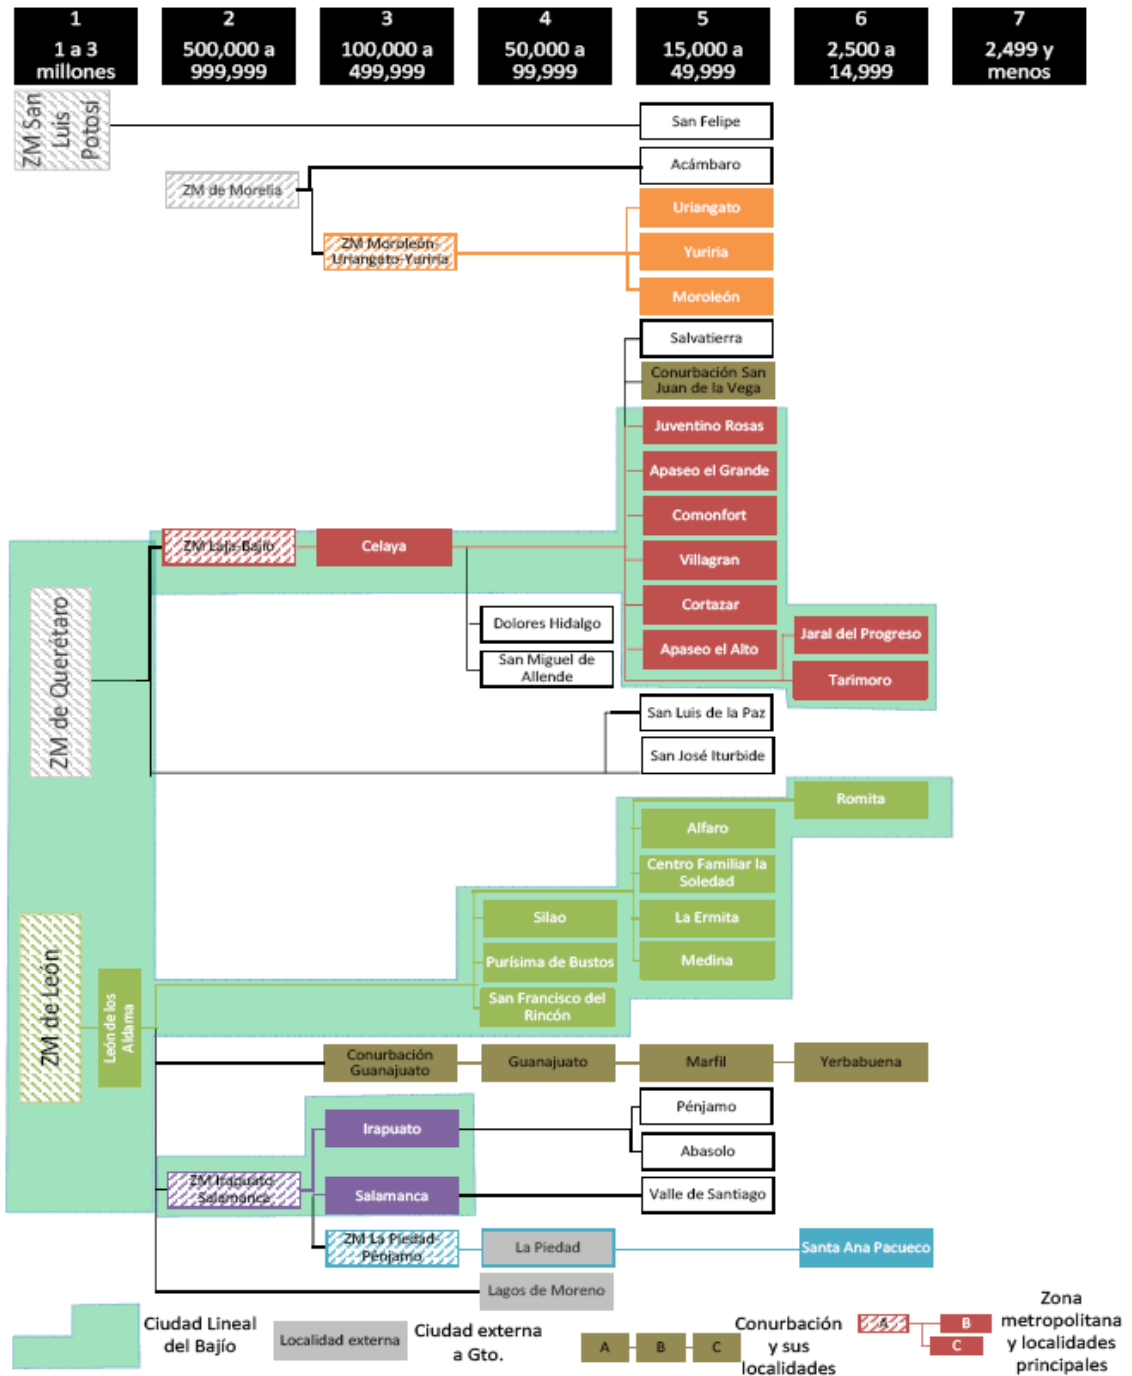 1
1 a 3
millones
2
500,000 a
999,999
3
100,000 a
499,999
4
50,000 a
99,999
5
15,000 a
49,999
6
2,500 a
14,999
7
2,499 y
menos
ZM San
Luis
Potosí
San Felipe
Acámbaro
ZM de Morelia
Uriangato
ZM Moroleón-
Uriangato-Yuriria
Yuriria
Moroleón
Salvatierra
Conurbación San
Juan de la Vega
Juventino Rosas
Apaseo el Grande
Comonfort
ZM Laja-Bajío
Celaya
Villagran
Cortazar
Dolores Hidalgo
Jaral del Progreso
Apaseo el Alto
San Miguel de
Allende
Tarimoro
ZM de Querétaro
San Luis de la Paz
San José Iturbide
Romita
Alfaro
Centro Familiar la
Soledad
Silao
La Ermita
Purísima de Bustos
Medina
San Francisco del
Rincón
ZM de León
León de los
Aldama
Conurbación
Guanajuato
Guanajuato
Marfil
Yerbabuena
Pénjamo
Irapuato
Abasolo
ZM Irapuato-
Salamanca
Salamanca
Valle de Santiago
ZM La Piedad-
Pénjamo
La Piedad
Santa Ana Pacueco
Lagos de Moreno
Ciudad Lineal
del Bajío
Localidad externa
Ciudad externa
a Gto.
A
B
C
Conurbación
y sus
localidades
A
B
C
Zona
metropolitana
y localidades
principales